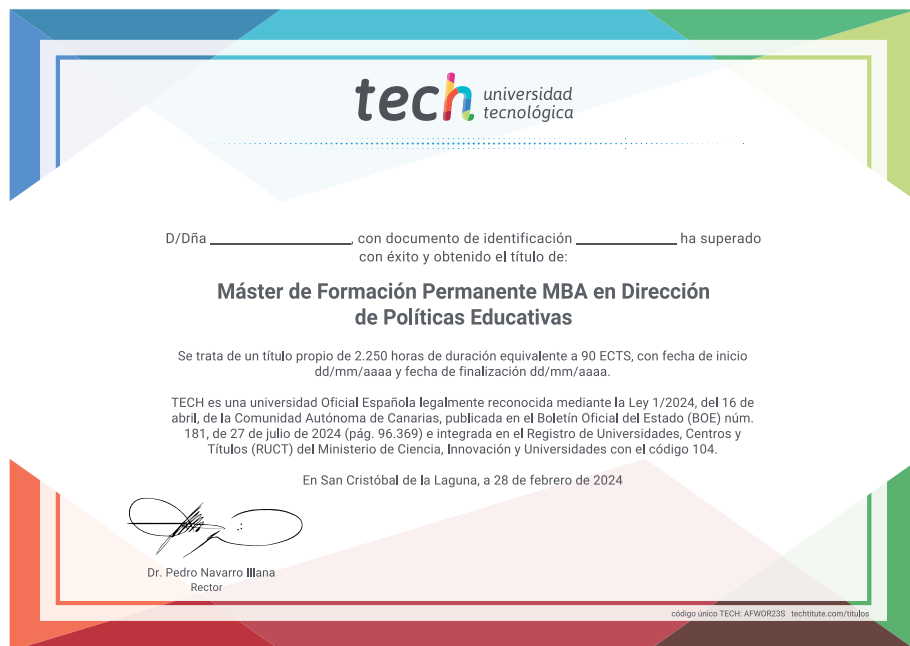 tech universidad
tecnológica
D/Dña ____________________, con documento de identificación ______________ ha superado
con éxito y obtenido el título de:
Máster de Formación Permanente MBA en Dirección
de Políticas Educativas
Se trata de un título propio de 2.250 horas de duración equivalente a 90 ECTS, con fecha de inicio
dd/mm/aaaa y fecha de finalización dd/mm/aaaa.
TECH es una universidad Oficial Española legalmente reconocida mediante la Ley 1/2024, del 16 de
abril, de la Comunidad Autónoma de Canarias, publicada en el Boletín Oficial del Estado (BOE) núm.
181, de 27 de julio de 2024 (pág. 96.369) e integrada en el Registro de Universidades, Centros y
Títulos (RUCT) del Ministerio de Ciencia, Innovación y Universidades con el código 104.
En San Cristóbal de la Laguna, a 28 de febrero de 2024
Dr. Pedro Navarro Illana
Rector
código único TECH: AFWOR23S techtitute.com/titulos